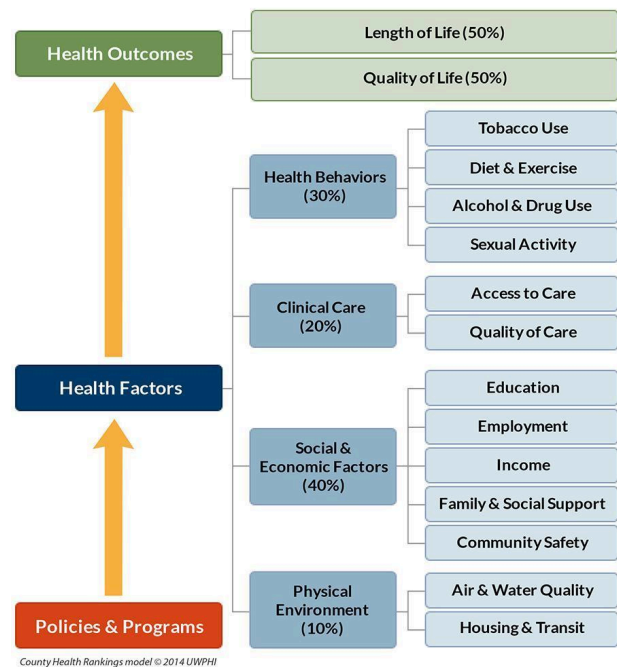 Health Outcomes
Length of Life (50%)
Quality of Life (50%)
Health Behaviors
(30%)
Tobacco Use
Diet & Exercise
Alcohol & Drug Use
Sexual Activity
Clinical Care
(20%)
Access to Care
Quality of Care
Health Factors
Social &
Economic Factors
(40%)
Education
Employment
Income
Family & Social Support
Community Safety
Physical
Environment
(10%)
Air & Water Quality
Housing & Transit
Policies & Programs
County Health Rankings model © 2014 UWPHI